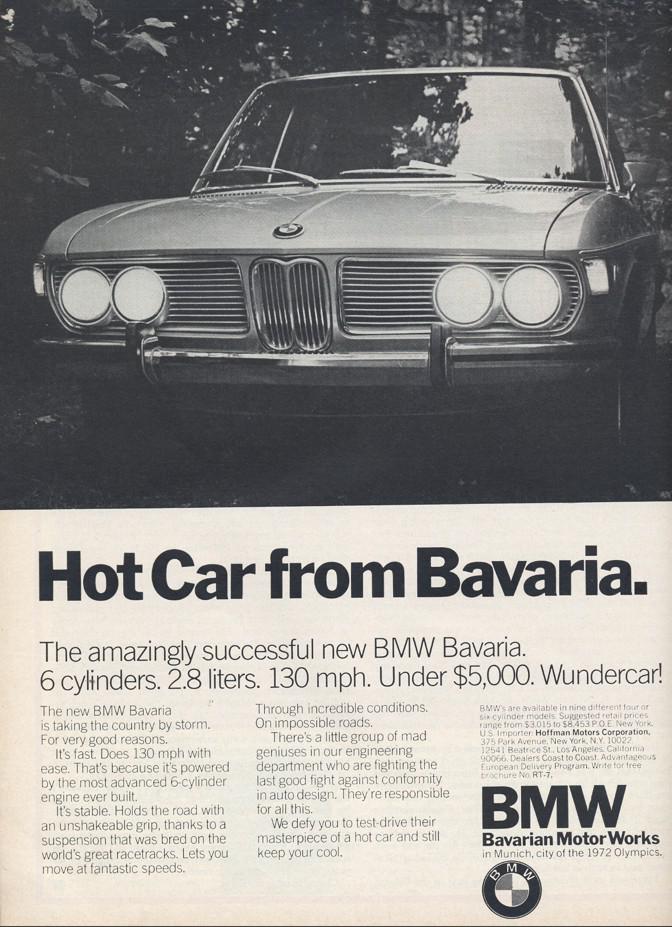 Hot Car from Bavaria.
The amazingly successful new BMW Bavaria.
6 cylinders. 2.8 liters. 130 mph. Under $5,000. Wundercar!
The new BMW Bavaria
is taking the country by storm.
For very good reasons.
It's fast. Does 130 mph with
ease. That's because it's powered
by the most advanced 6-cylinder
engine ever built.
It's stable. Holds the road with
an unshakeable grip, thanks to a
suspension that was bred on the
world's great racetracks. Lets you
move at fantastic speeds.
Through incredible conditions.
On impossible roads.
There's a little group of mad
geniuses in our engineering
department who are fighting the
last good fight against conformity
in auto design. They're responsible
for all this.
We defy you to test-drive their
masterpiece of a hot car and still
keep your cool.
BMW's are available in nine different four or
six-cylinder models. Suggested retail prices
range from $3,015 to $8,453 P.O.E. New York.
U.S. Importer: Hoffman Motors Corporation,
375 Park Avenue, New York, N.Y. 10022.
12541 Beatrice St., Los Angeles, California
90066. Dealers Coast to Coast. Advantageous
European Delivery Program. Write for free
brochure No. RT-7.
BMW
Bavarian Motor Works
in Munich, city of the 1972 Olympics.
BMW